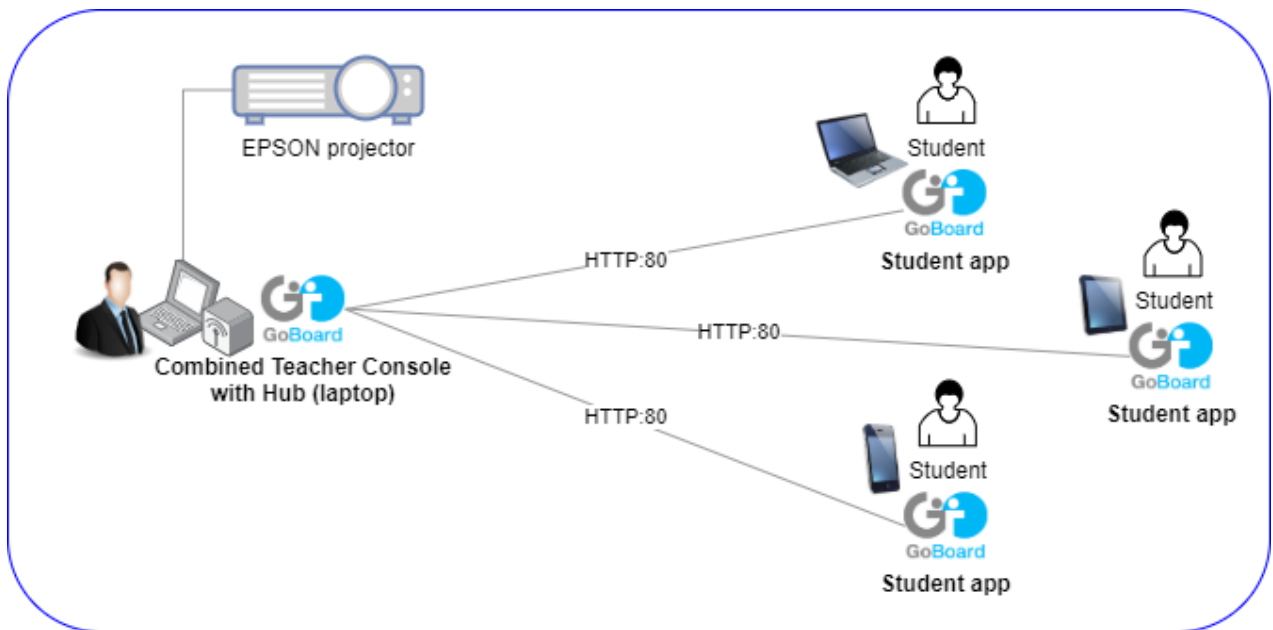 EPSON projector
Student
GoBoard
Student app
HTTP:80
Student
HTTP:80
GoBoard
GoBoard
Combined Teacher Console
with Hub (laptop)
Student app
HTTP:80
Student
GoBoard
Student app